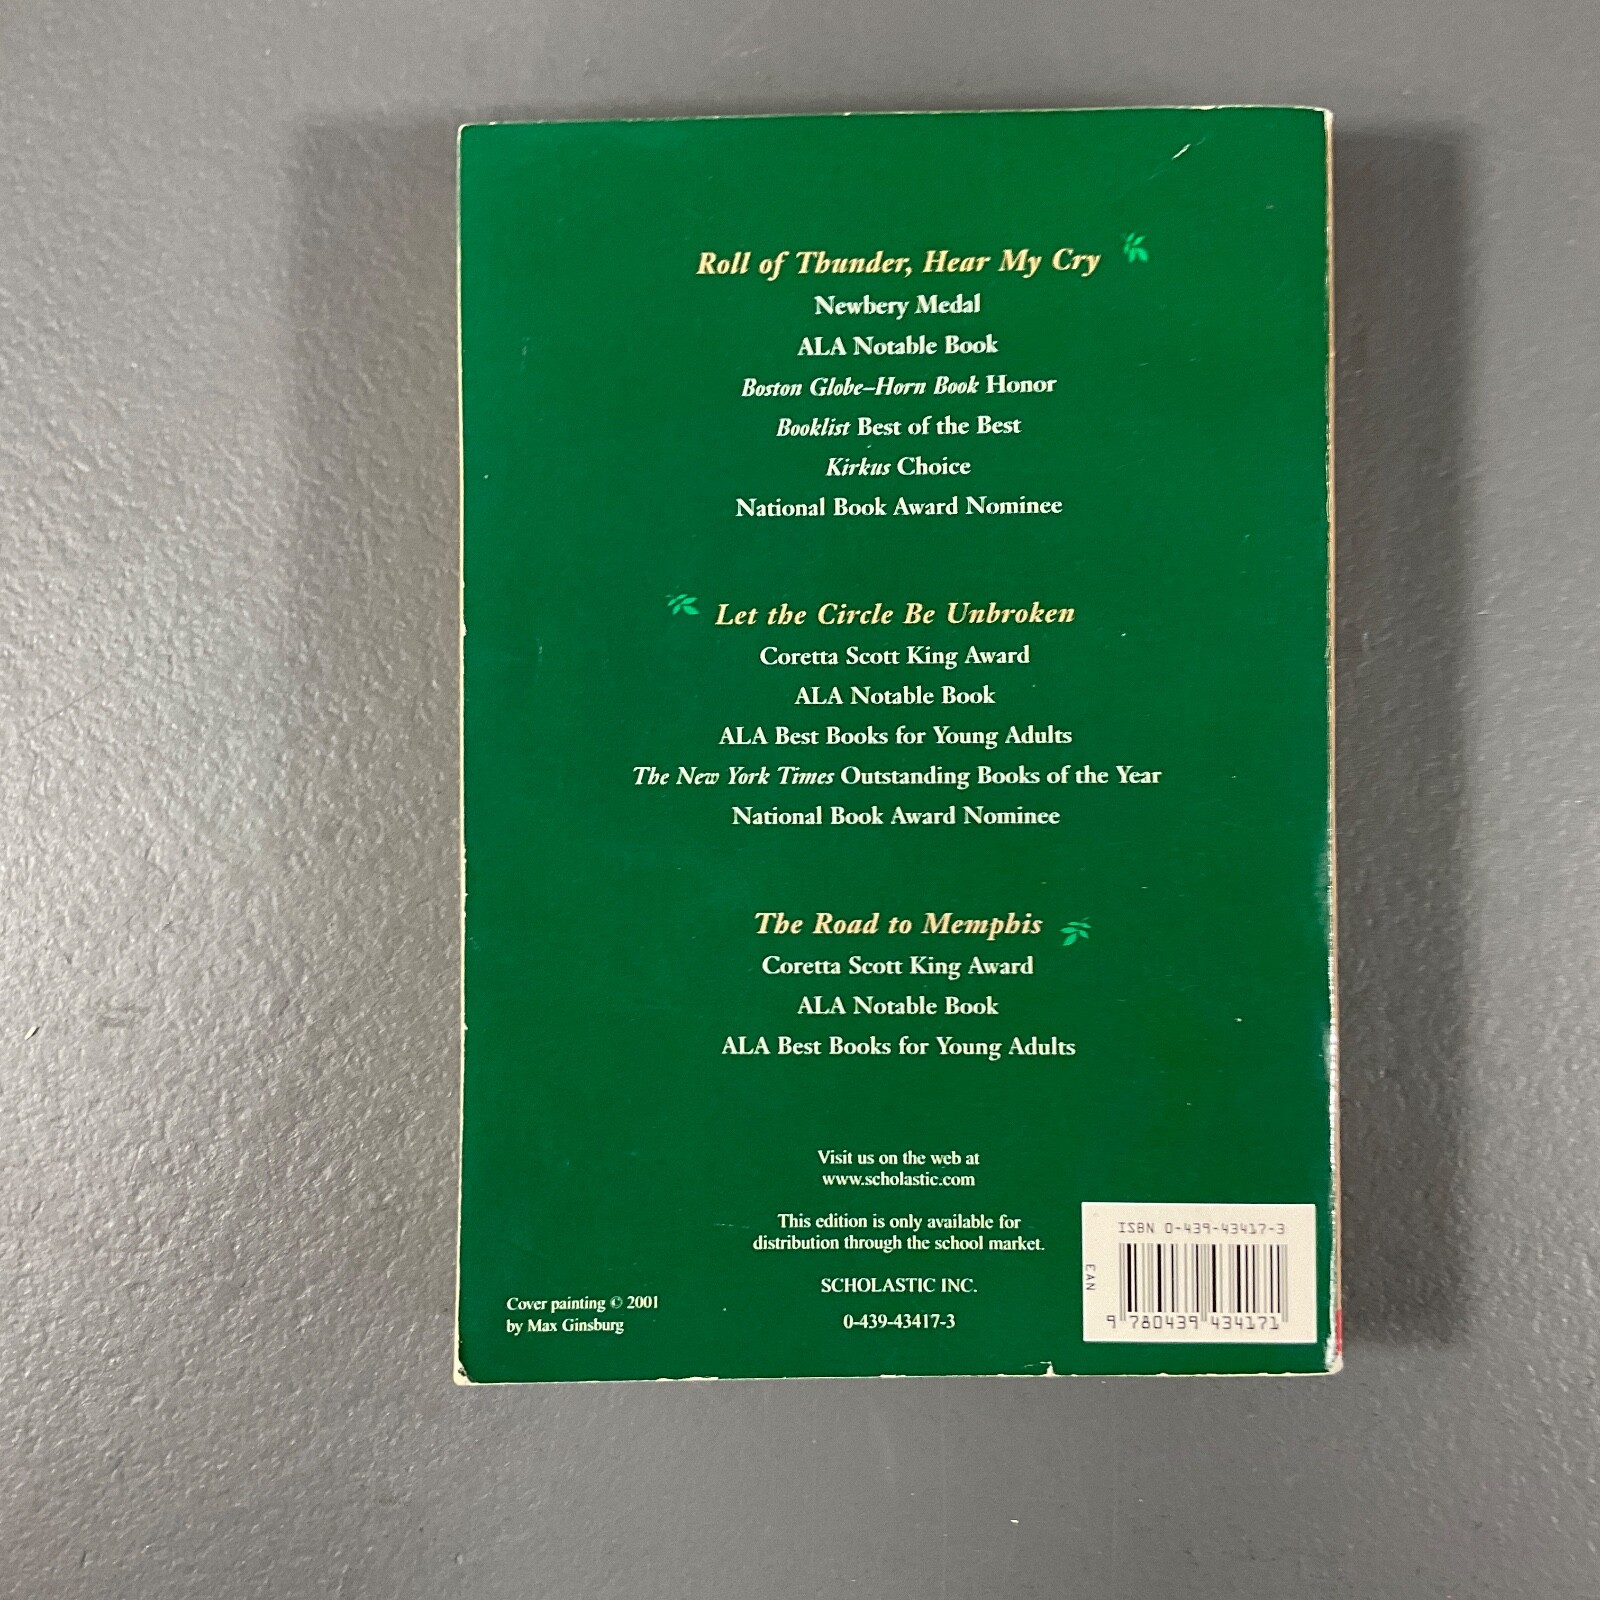 Roll of Thunder, Hear My Cry
Newbery Medal
ALA Notable Book
Boston Globe–Horn Book Honor
Booklist Best of the Best
Kirkus Choice
National Book Award Nominee
Let the Circle Be Unbroken
Coretta Scott King Award
ALA Notable Book
ALA Best Books for Young Adults
The New York Times Outstanding Books of the Year
National Book Award Nominee
The Road to Memphis
Coretta Scott King Award
ALA Notable Book
ALA Best Books for Young Adults
Visit us on the web at
www.scholastic.com
This edition is only available for
distribution through the school market.
SCHOLASTIC INC.
0-439-43417-3
Cover painting © 2001
by Max Ginsburg
ISBN 0-439-43417-3
EAN
9 780439 434171